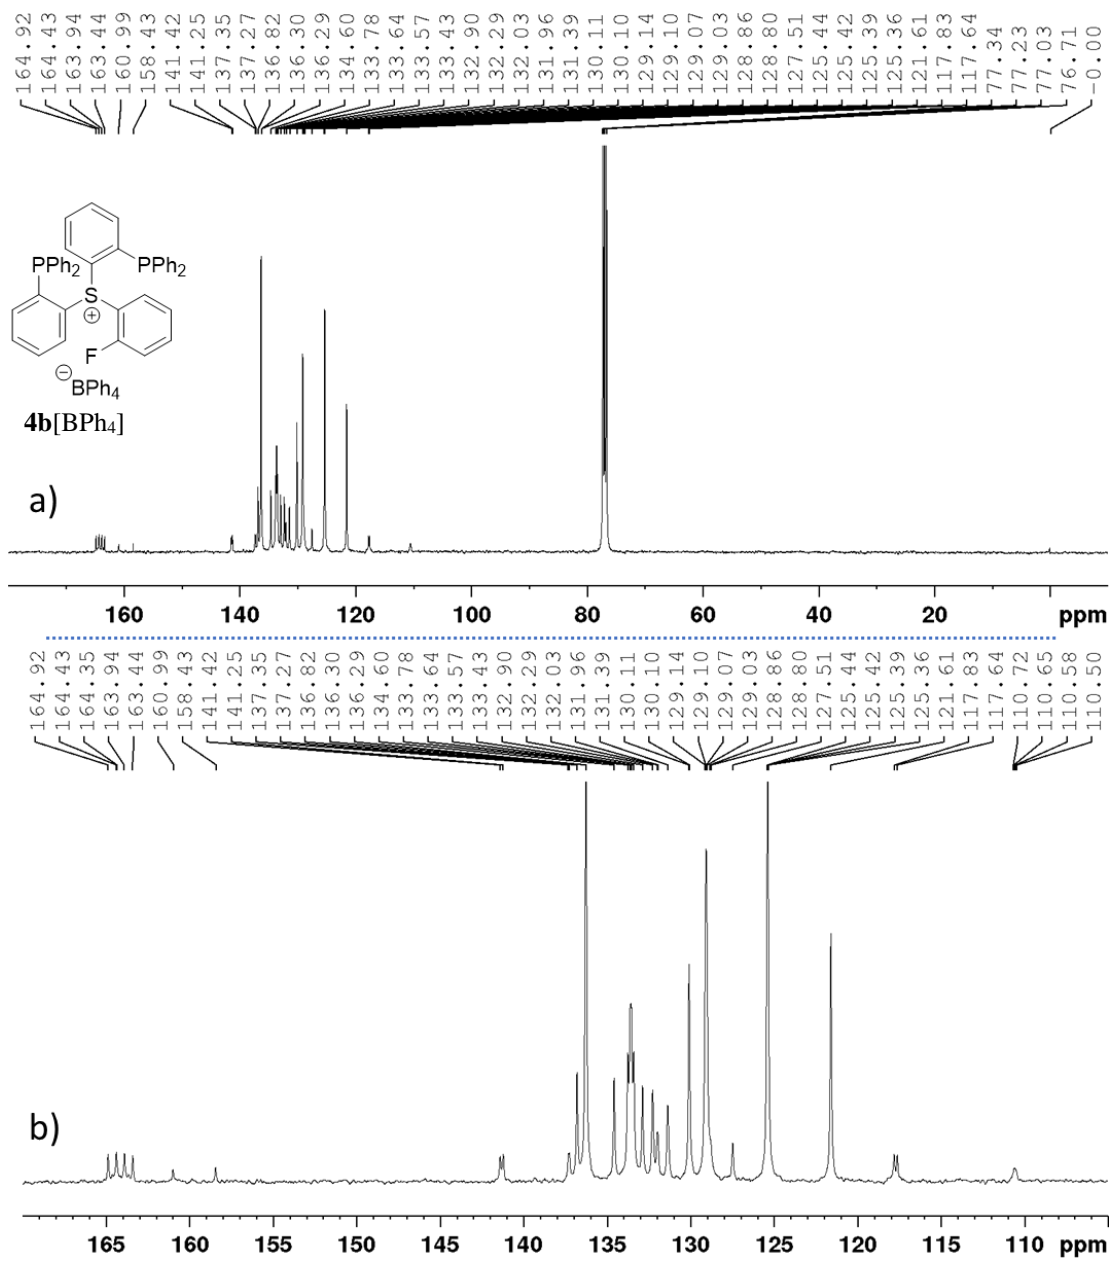 164.92 164.43 163.94 163.44 160.99 158.43 141.42 141.25 137.35 137.27 136.82 136.30 136.29 134.60 133.78 133.64 133.57 133.43 132.90 132.29 132.03 131.96 131.39 130.11 130.10 129.14 129.10 129.07 129.03 128.86 128.80 127.51 125.44 125.42 125.39 125.36 121.61 117.83 117.64 77.34 77.23 77.03 76.71 -0.00
PPh2
PPh2
S
⊕
F
⊖
BPh4
4b[BPh4]
a)
160 140 120 100 80 60 40 20 ppm
164.92 164.43 164.35 163.94 163.44 160.99 158.43 141.42 141.25 137.35 137.27 136.82 136.30 136.29 134.60 133.78 133.64 133.57 133.43 132.90 132.29 132.03 131.96 131.39 130.11 130.10 129.14 129.10 129.07 129.03 128.86 128.80 127.51 125.44 125.42 125.39 125.36 121.61 117.83 117.64 110.72 110.65 110.58 110.50
b)
165 160 155 150 145 140 135 130 125 120 115 110 ppm